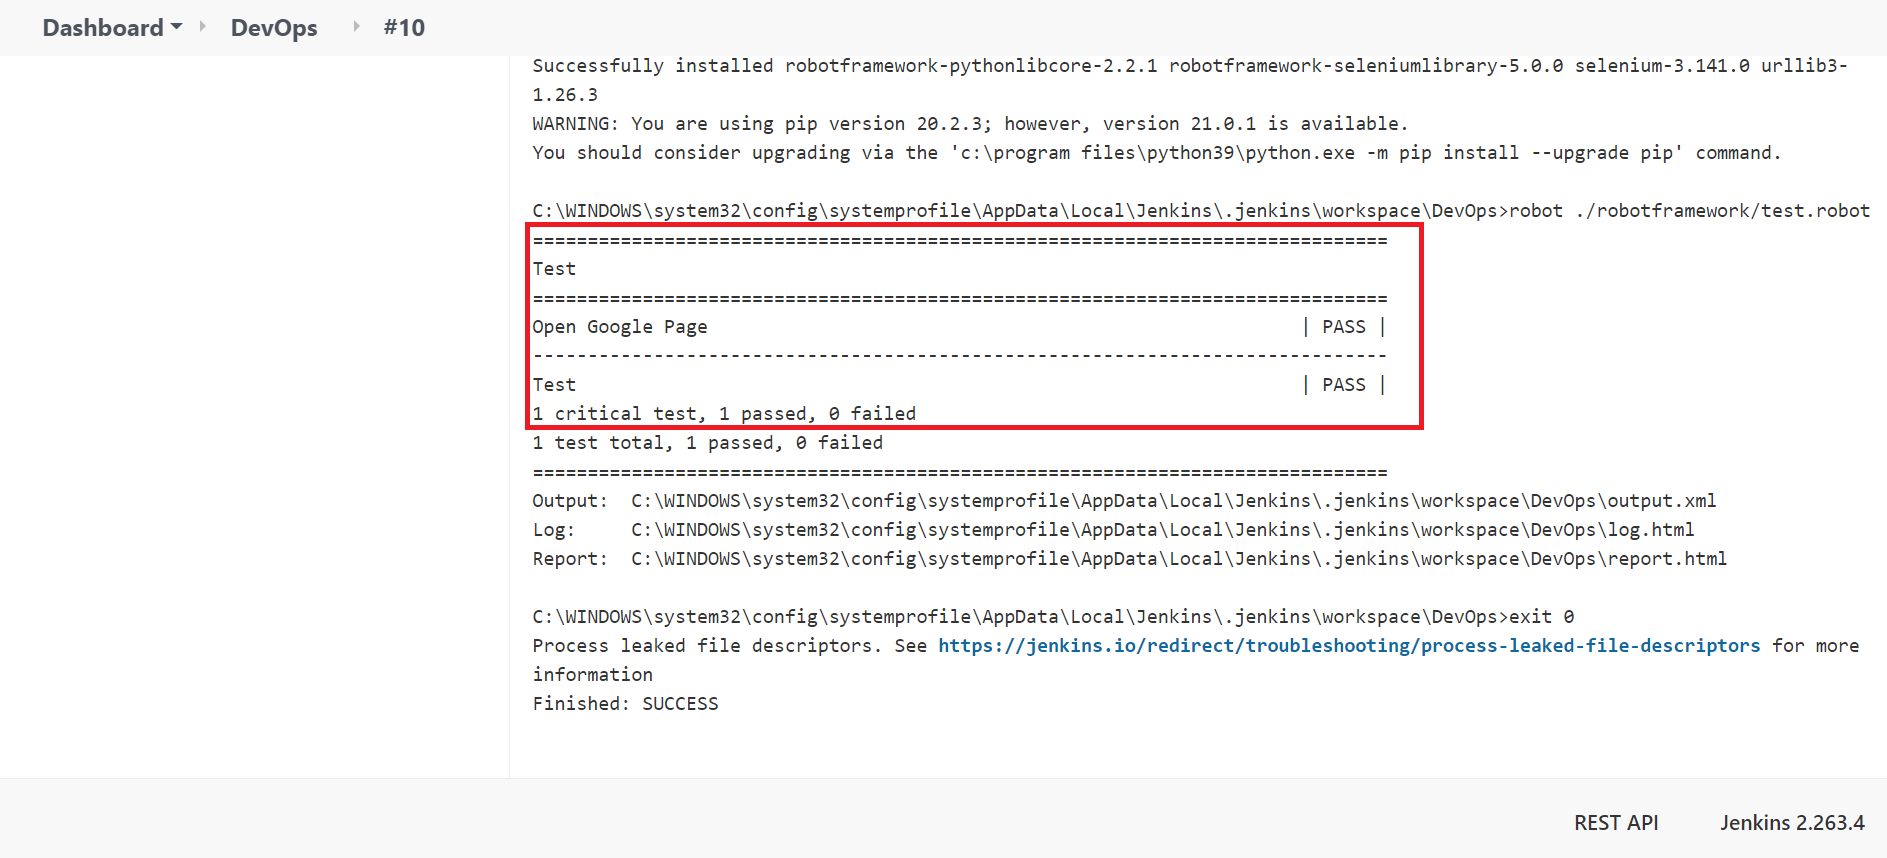 Dashboard DevOps #10
Successfully installed robotframework-pythonlibcore-2.2.1 robotframework-seleniumlibrary-5.0.0 selenium-3.141.0 urllib3-
1.26.3
WARNING: You are using pip version 20.2.3; however, version 21.0.1 is available.
You should consider upgrading via the 'c:\program files\python39\python.exe -m pip install --upgrade pip' command.
C:\WINDOWS\system32\config\systemprofile\AppData\Local\Jenkins\.jenkins\workspace\DevOps>robot ./robotframework/test.robot
==============================================================================
Test
==============================================================================
Open Google Page                                                      | PASS |
------------------------------------------------------------------------------
Test                                                                  | PASS |
1 critical test, 1 passed, 0 failed
1 test total, 1 passed, 0 failed
==============================================================================
Output:  C:\WINDOWS\system32\config\systemprofile\AppData\Local\Jenkins\.jenkins\workspace\DevOps\output.xml
Log:     C:\WINDOWS\system32\config\systemprofile\AppData\Local\Jenkins\.jenkins\workspace\DevOps\log.html
Report:  C:\WINDOWS\system32\config\systemprofile\AppData\Local\Jenkins\.jenkins\workspace\DevOps\report.html
C:\WINDOWS\system32\config\systemprofile\AppData\Local\Jenkins\.jenkins\workspace\DevOps>exit 0
Process leaked file descriptors. See https://jenkins.io/redirect/troubleshooting/process-leaked-file-descriptors for more
information
Finished: SUCCESS
REST API Jenkins 2.263.4